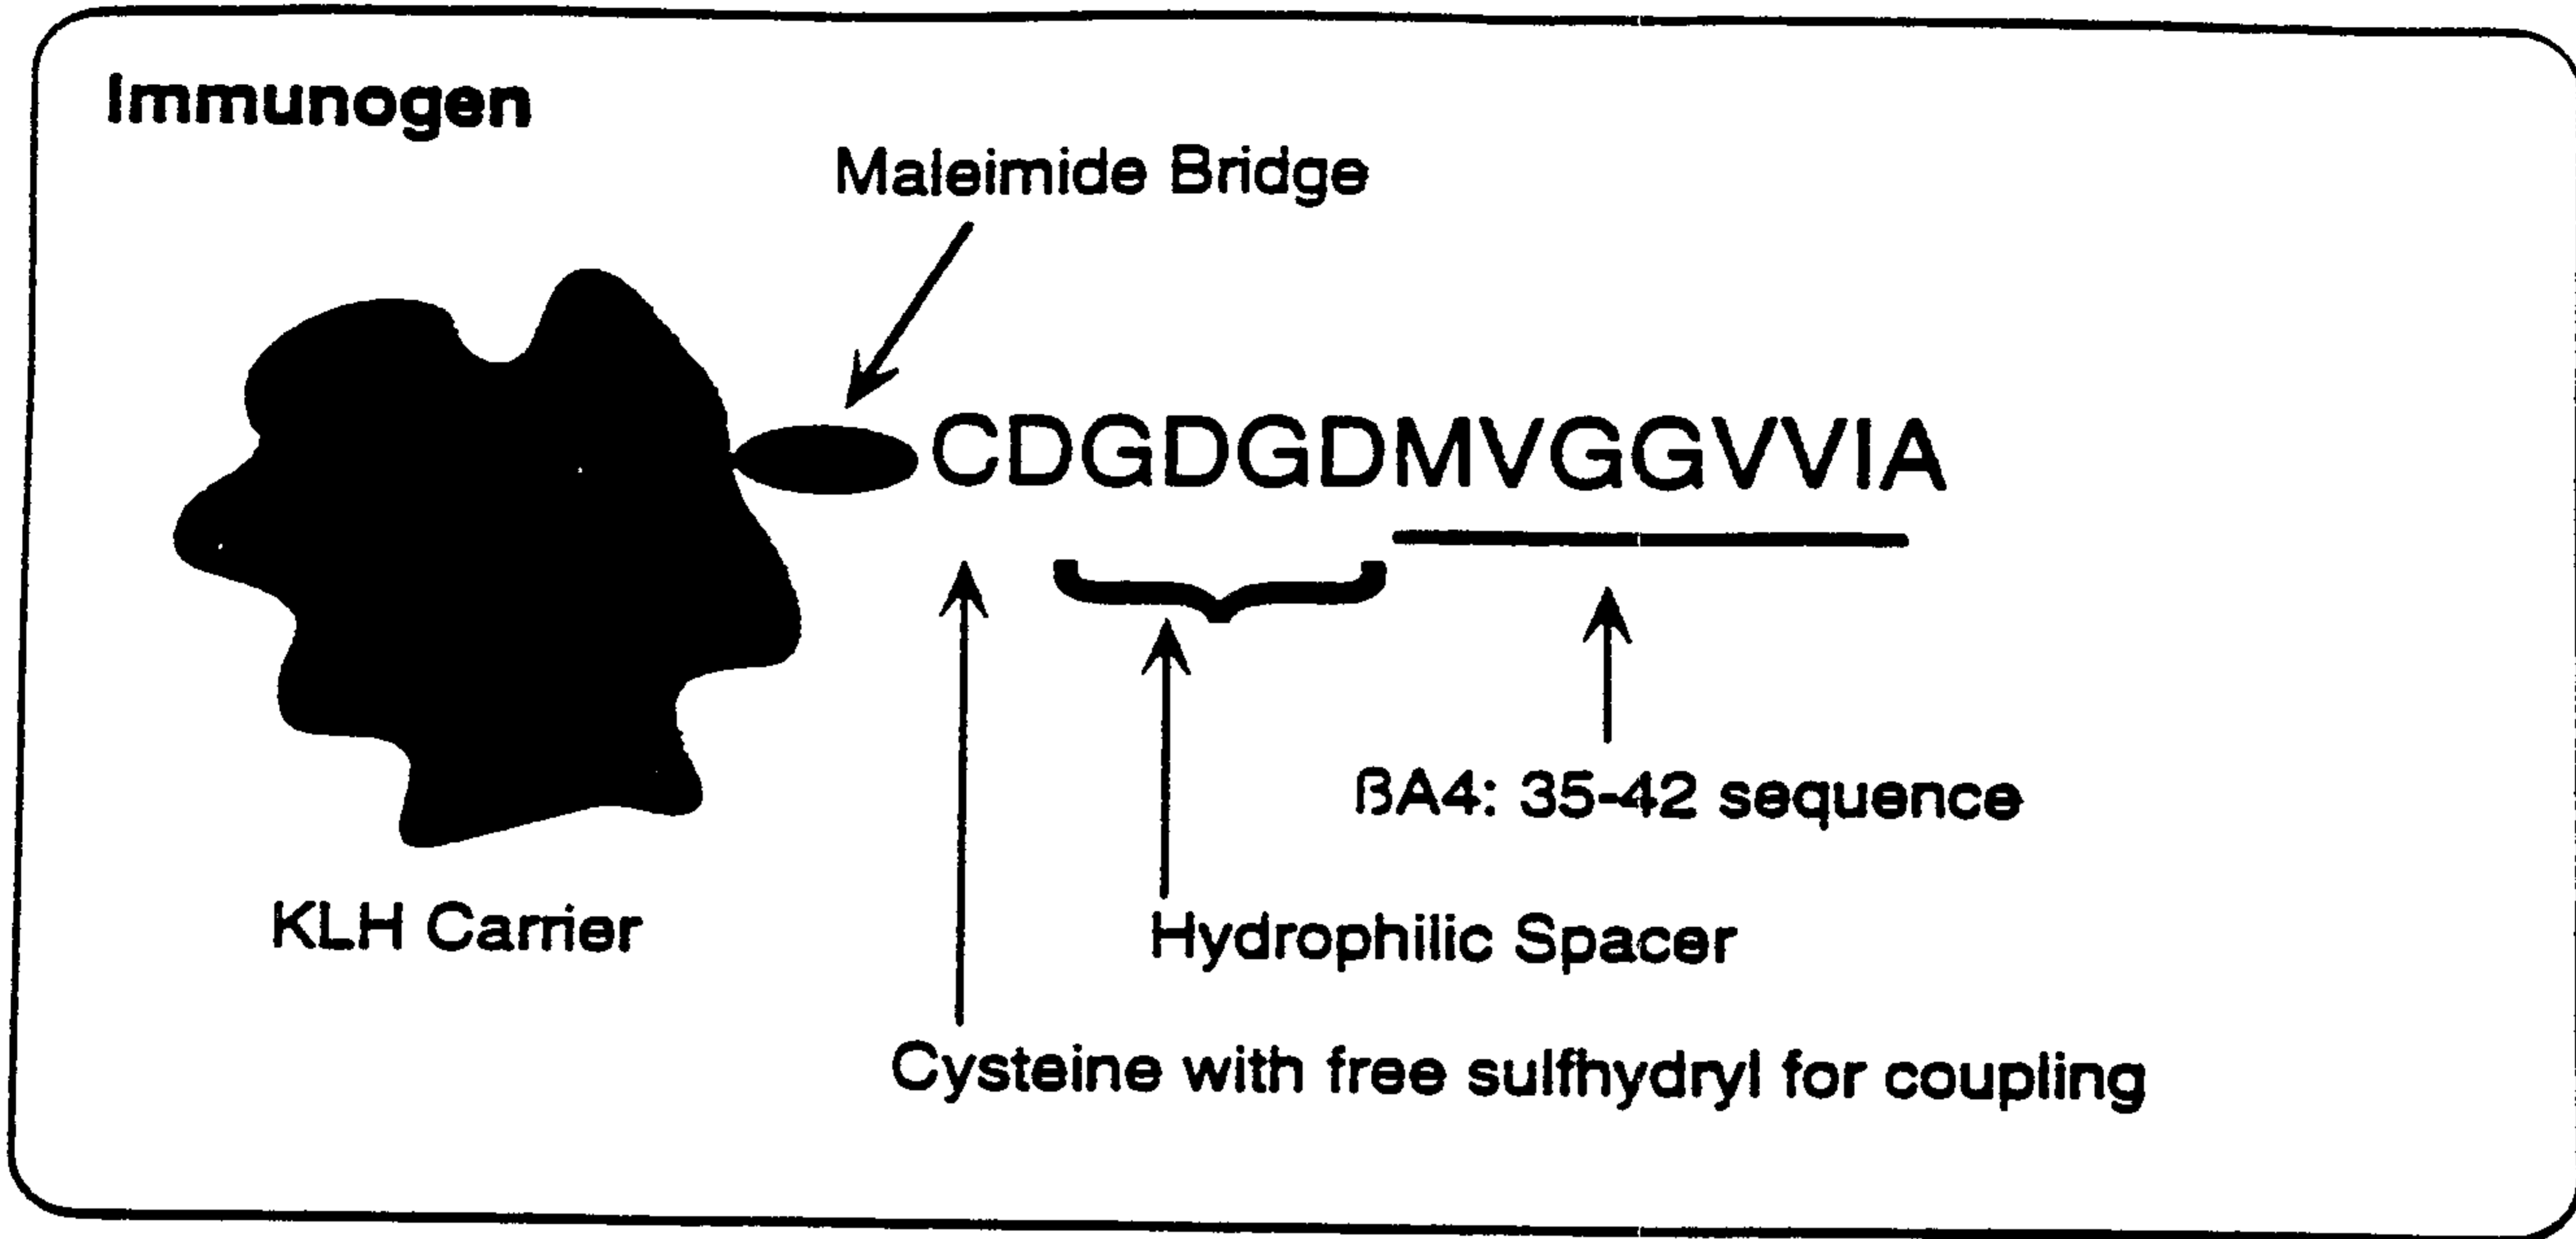 Immunogen
Maleimide Bridge
CDGDGDMVGGVVIA
ßA4: 35-42 sequence
KLH Carrier
Hydrophilic Spacer
Cysteine with free sulfhydryl for coupling